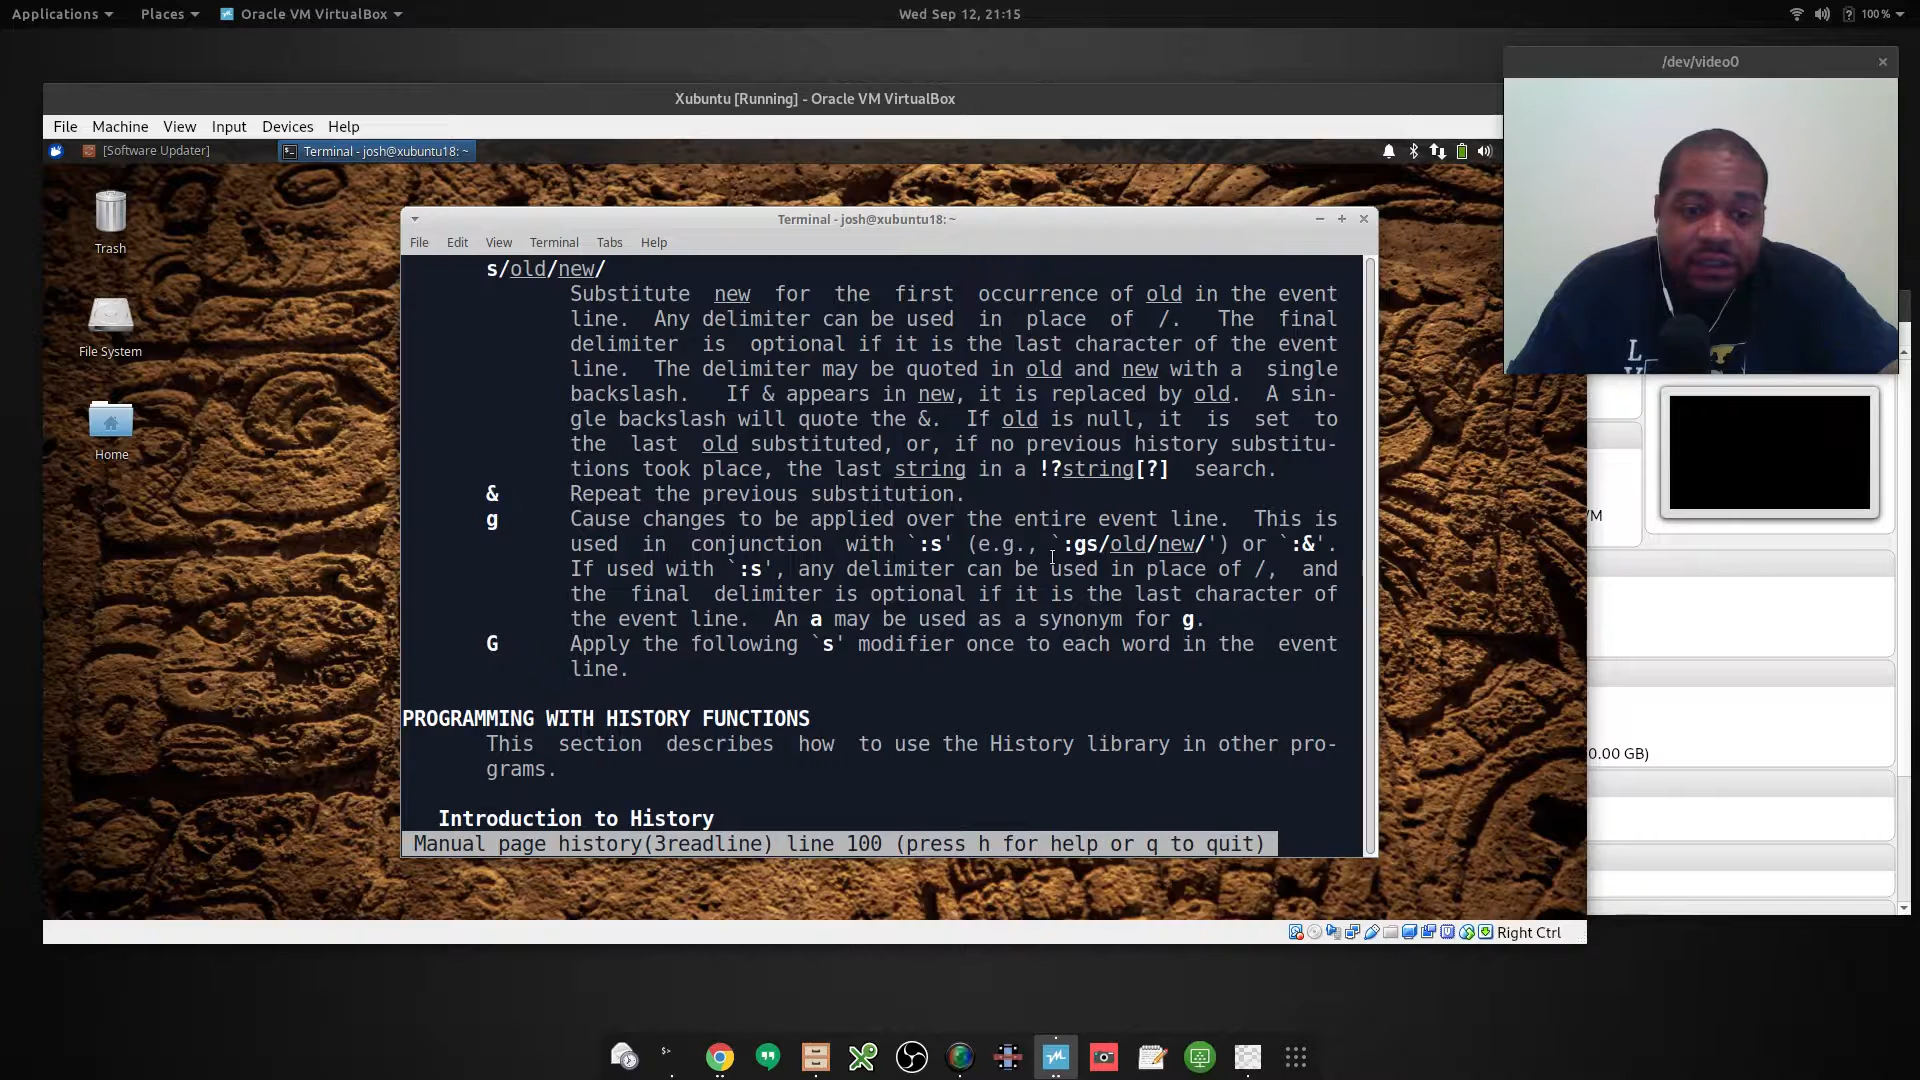 Applications Places Oracle VM VirtualBox Wed Sep 12, 21:15 100 %
/dev/video0
Xubuntu [Running] - Oracle VM VirtualBox
File Machine View Input Devices Help
[Software Updater] Terminal - josh@xubuntu18: ~
Trash
File System
Home
Terminal - josh@xubuntu18: ~
File Edit View Terminal Tabs Help
s/old/new/
Substitute new for the first occurrence of old in the event
line. Any delimiter can be used in place of /. The final
delimiter is optional if it is the last character of the event
line. The delimiter may be quoted in old and new with a single
backslash. If & appears in new, it is replaced by old. A sin-
gle backslash will quote the &. If old is null, it is set to
the last old substituted, or, if no previous history substitu-
tions took place, the last string in a !?string[?] search.
& Repeat the previous substitution.
g Cause changes to be applied over the entire event line. This is
used in conjunction with `:s' (e.g., `:gs/old/new/') or `:&'.
If used with `:s', any delimiter can be used in place of /, and
the final delimiter is optional if it is the last character of
the event line. An a may be used as a synonym for g.
G Apply the following `s' modifier once to each word in the event
line.
PROGRAMMING WITH HISTORY FUNCTIONS
This section describes how to use the History library in other pro-
grams.
Introduction to History
Manual page history(3readline) line 100 (press h for help or q to quit)
Right Ctrl
0.00 GB)